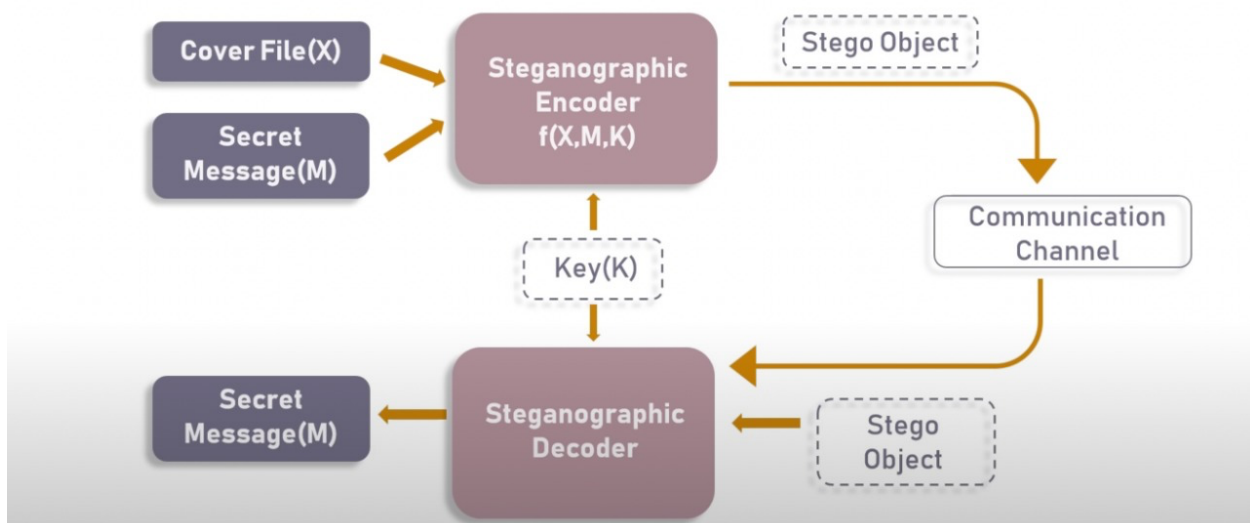 Cover File(X)
Secret
Message(M)
Steganographic
Encoder
f(X,M,K)
Stego Object
Communication
Channel
Key(K)
Secret
Message(M)
Steganographic
Decoder
Stego
Object